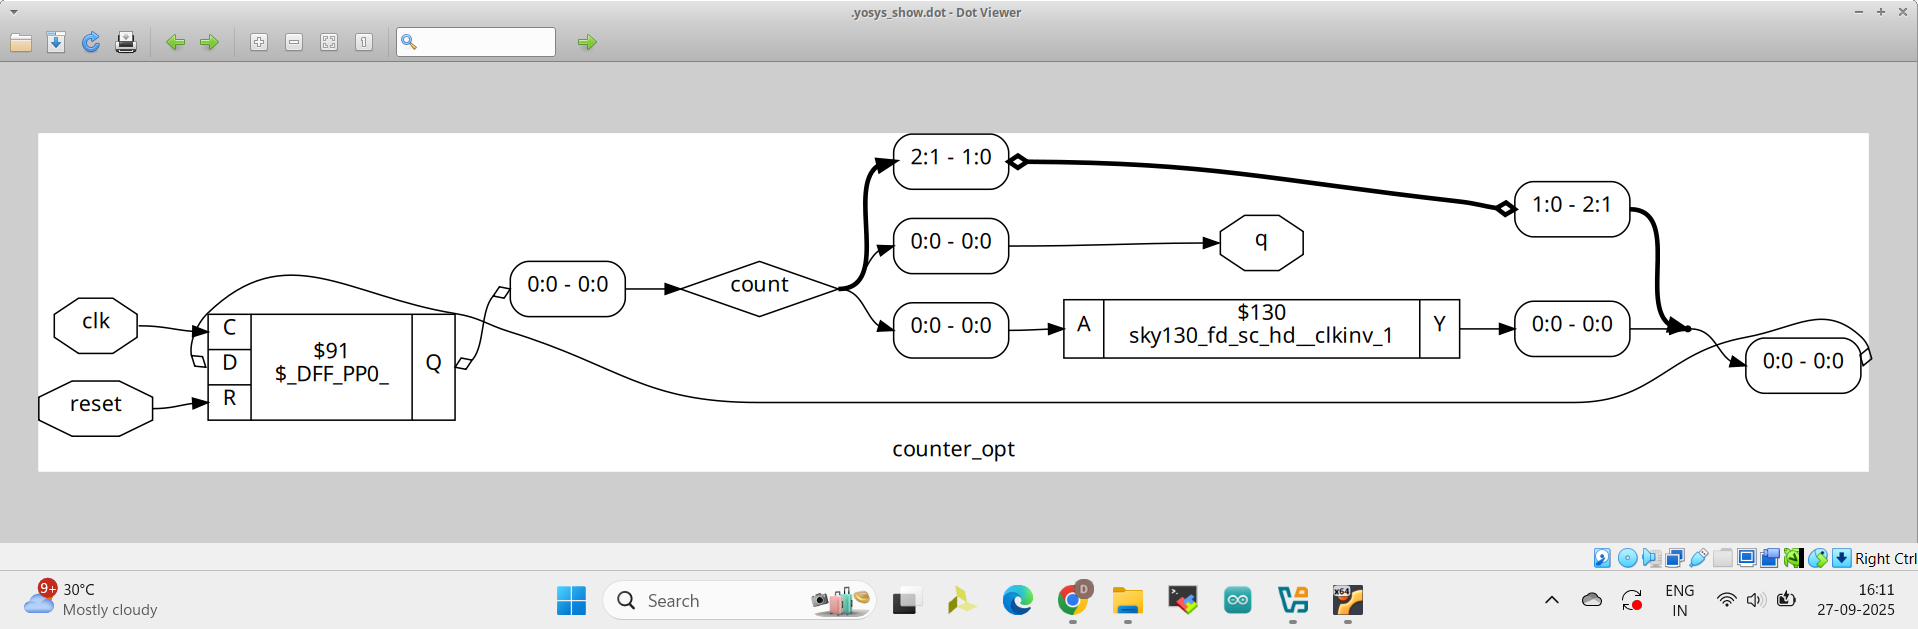 .yosys_show.dot - Dot Viewer
1
2:1 - 1:0
1:0 - 2:1
0:0 - 0:0
q
0:0 - 0:0
count
clk
C
$91
D
$_DFF_PP0_
Q
R
reset
0:0 - 0:0
A
$130
sky130_fd_sc_hd__clkinv_1
Y
0:0 - 0:0
0:0 - 0:0
counter_opt
Right Ctrl
9+
30°C
Mostly cloudy
Search
D
x64
ENG
IN
16:11
27-09-2025